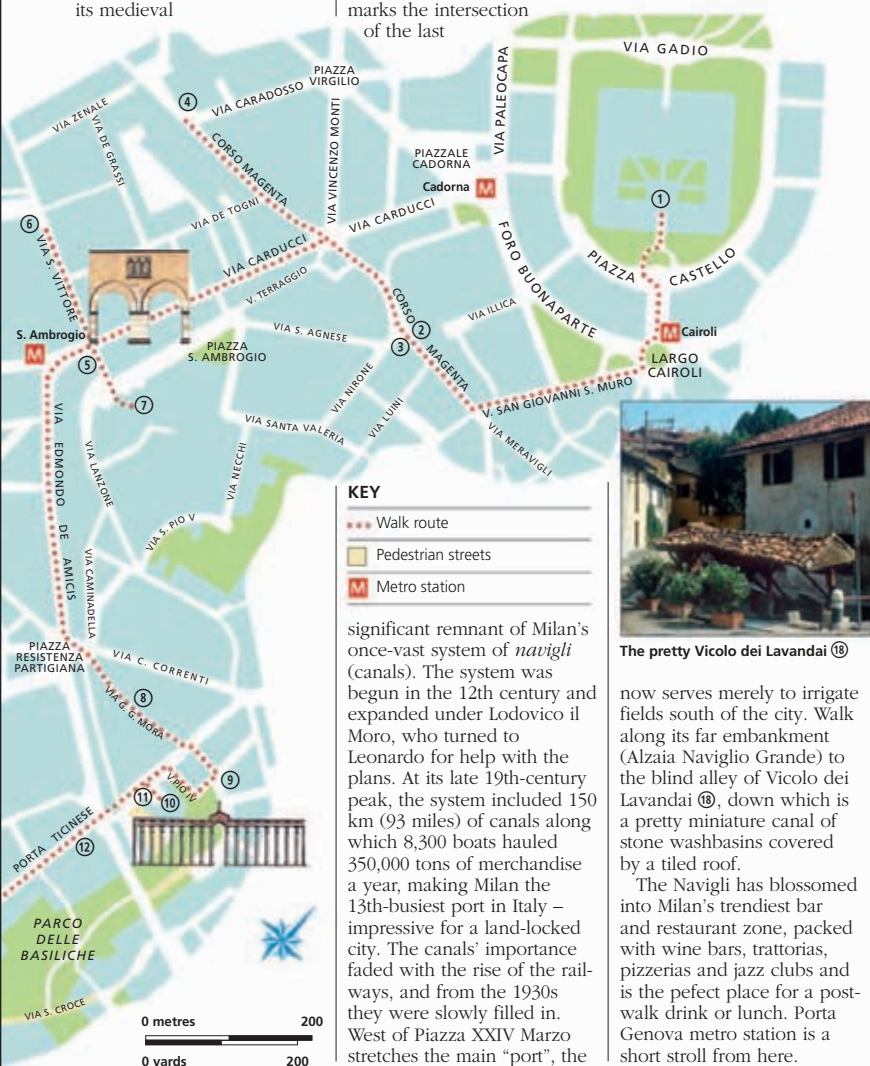 its medieval
marks the intersection
of the last
VIA GADIO
PIAZZA
VIRGILIO
VIA PALEOCAPA
④
VIA CARADOSSO
VIA ZENALE
VIA DE GRASSI
CORSO MAGENTA
VIA VINCENZO MONTI
PIAZZALE
CADORNA
Cadorna M
①
⑥
VIA S. VITTORE
VIA DE TOGNI
VIA CARDUCCI
VIA CARDUCCI
FORO BUONAPARTE
PIAZZA CASTELLO
V. TERRAGGIO
CORSO MAGENTA
②
③
VIA ILLICA
M Cairoli
LARGO
CAIROLI
S. Ambrogio
M
⑤
PIAZZA
S. AMBROGIO
VIA S. AGNESE
VIA NIRONE
VIA LUINI
V. SAN GIOVANNI S. MURO
VIA MERAVIGLI
⑦
VIA SANTA VALERIA
VIA EDMONDO DE AMICIS
VIA LANZONE
VIA NECCHI
VIA S. PIO V
VIA CAMINADELLA
PIAZZA
RESISTENZA
PARTIGIANA
VIA C. CORRENTI
⑧
VIA G. G. MORA
⑨
V. PIO IV
⑪
⑩
PORTA TICINESE
⑫
PARCO
DELLE
BASILICHE
VIA S. CROCE
0 metres 200
0 yards 200
KEY
Walk route
Pedestrian streets
M Metro station
significant remnant of Milan's
once-vast system of navigli
(canals). The system was
begun in the 12th century and
expanded under Lodovico il
Moro, who turned to
Leonardo for help with the
plans. At its late 19th-century
peak, the system included 150
km (93 miles) of canals along
which 8,300 boats hauled
350,000 tons of merchandise
a year, making Milan the
13th-busiest port in Italy –
impressive for a land-locked
city. The canals' importance
faded with the rise of the rail-
ways, and from the 1930s
they were slowly filled in.
West of Piazza XXIV Marzo
stretches the main "port", the
The pretty Vicolo dei Lavandai ⑱
now serves merely to irrigate
fields south of the city. Walk
along its far embankment
(Alzaia Naviglio Grande) to
the blind alley of Vicolo dei
Lavandai ⑱, down which is
a pretty miniature canal of
stone washbasins covered
by a tiled roof.
The Navigli has blossomed
into Milan's trendiest bar
and restaurant zone, packed
with wine bars, trattorias,
pizzerias and jazz clubs and
is the pefect place for a post-
walk drink or lunch. Porta
Genova metro station is a
short stroll from here.